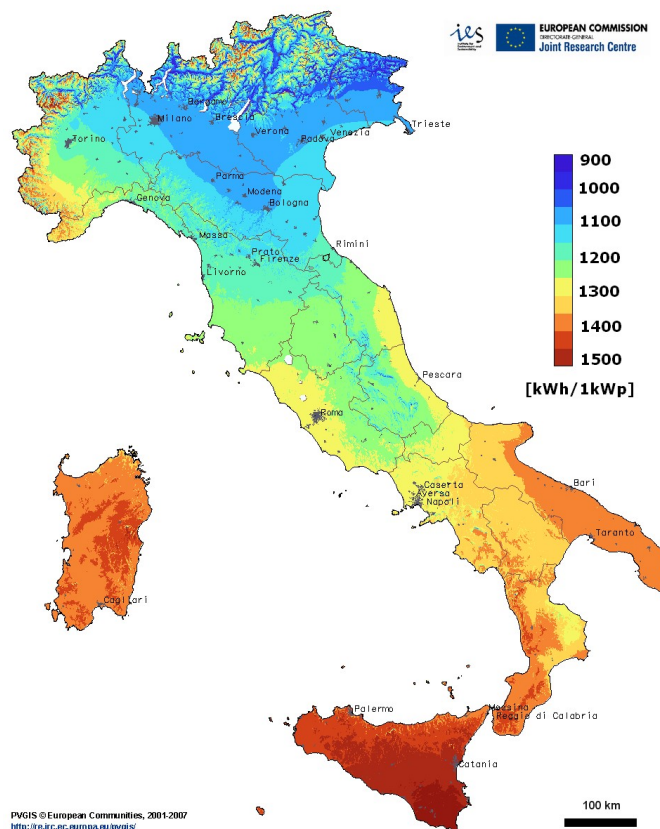 ies
EUROPEAN COMMISSION
DIRECTORATE-GENERAL
Joint Research Centre
Bergamo
Milano
Brescia
Verona
Padova
Venezia
Trieste
Torino
Parma
Modena
Bologna
Genova
Massa
Prato
Firenze
Rimini
Livorno
900
1000
1100
1200
1300
1400
1500
[kWh/1kWp]
Pescara
Roma
Caserta
Aversa
Napoli
Bari
Taranto
Cagliari
Palermo
Messina
Reggio di Calabria
Catania
PVGIS © European Communities, 2001-2007
http://re.jrc.ec.europa.eu/pvgis/
100 km